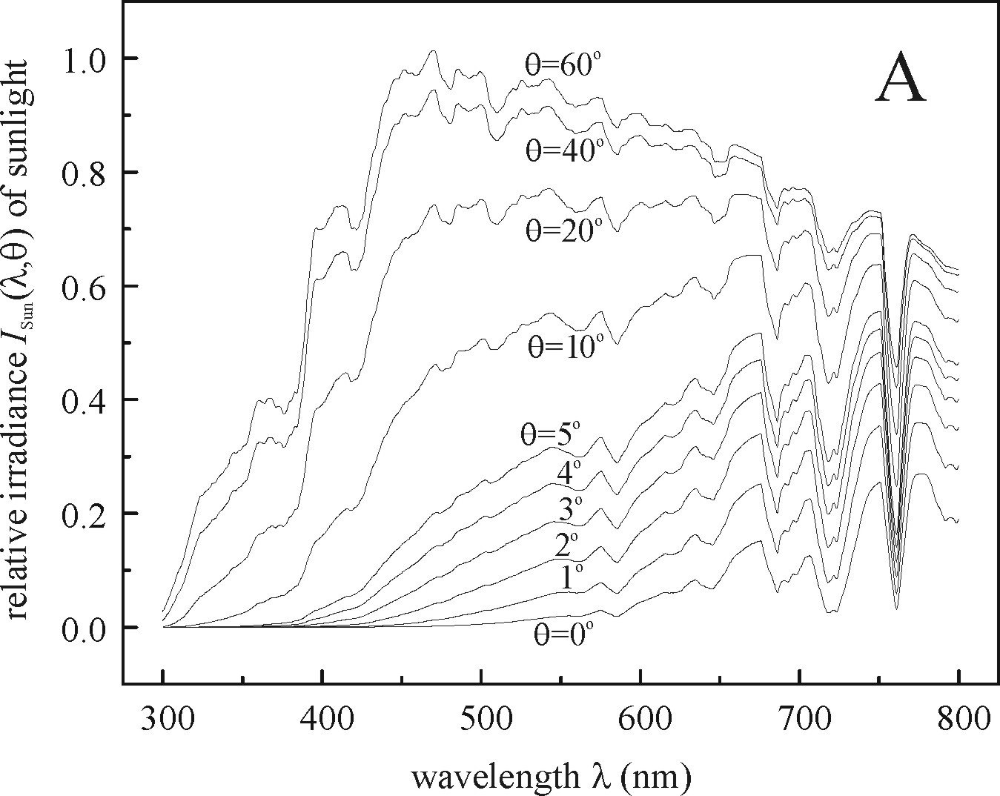 A
relative irradiance I_Sun(λ,θ) of sunlight
1.0
0.8
0.6
0.4
0.2
0.0
θ=60°
θ=40°
θ=20°
θ=10°
θ=5°
4°
3°
2°
1°
θ=0°
300 400 500 600 700 800
wavelength λ (nm)